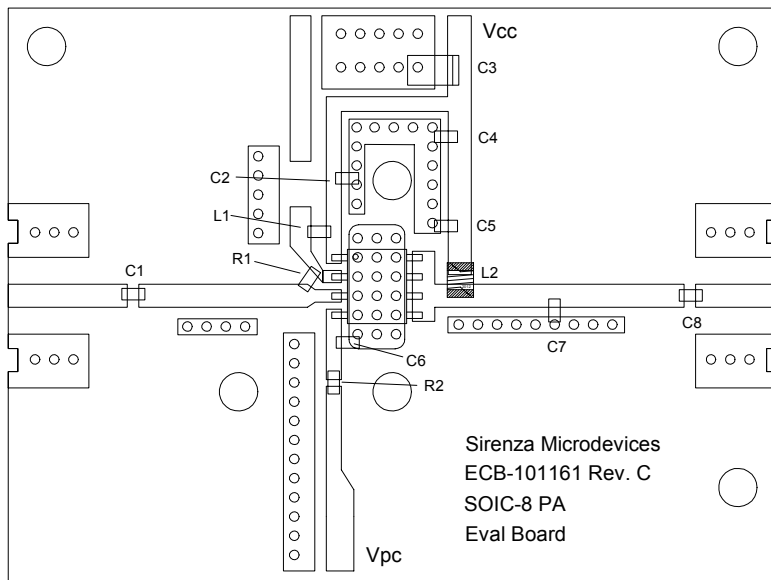 Vcc
C3
C4
C2
C5
L1
R1
L2
C1
C8
C7
C6
R2
Sirenza Microdevices
ECB-101161 Rev. C
SOIC-8 PA
Eval Board
Vpc